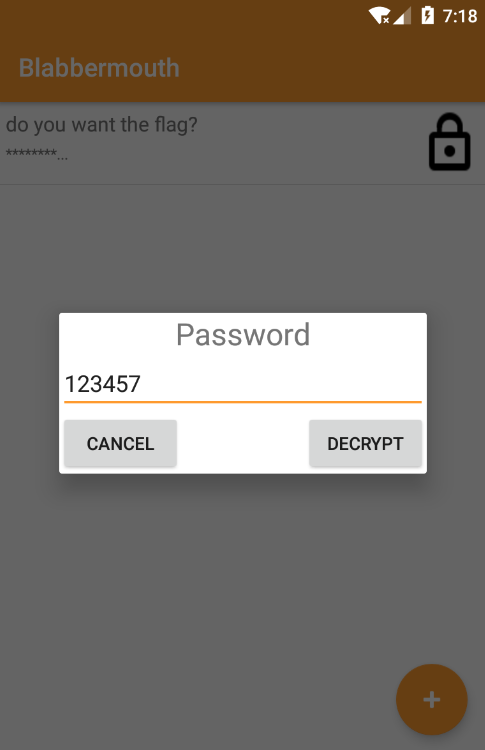 7:18
Blabbermouth
do you want the flag?
********...
Password
123457
CANCEL DECRYPT
+